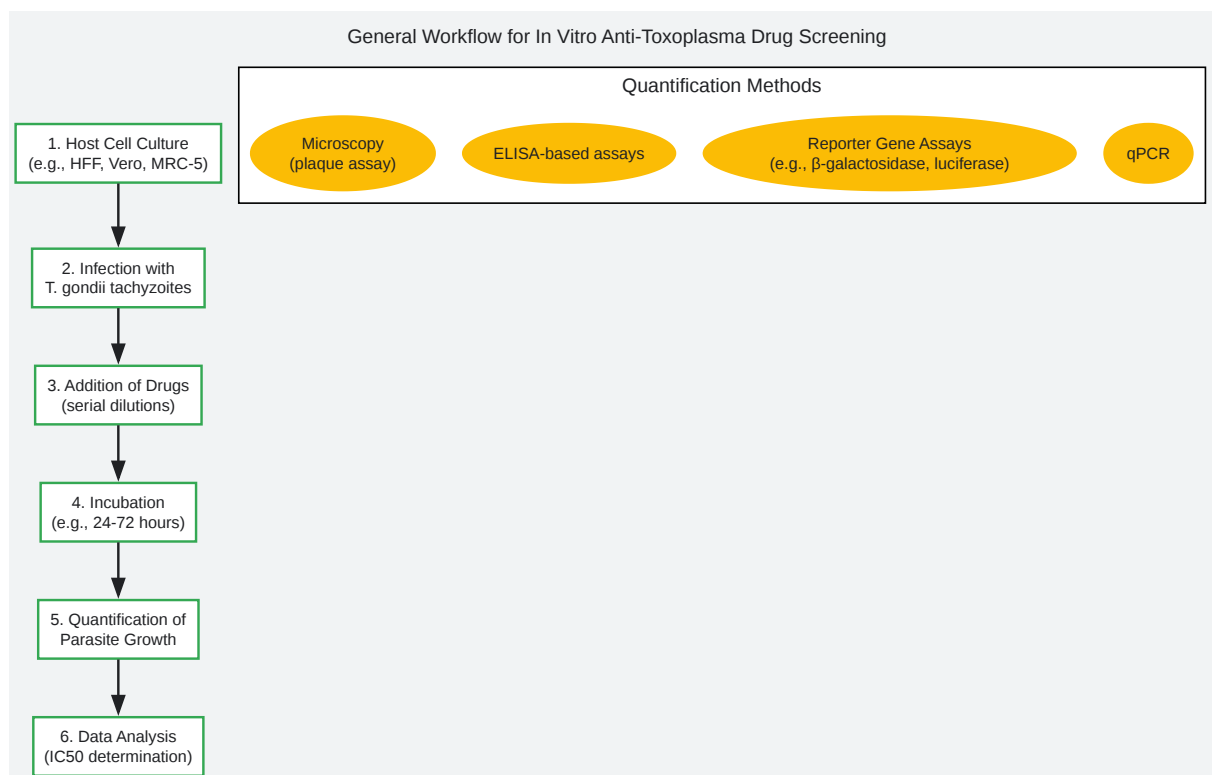 General Workflow for In Vitro Anti-Toxoplasma Drug Screening
Quantification Methods
Microscopy
(plaque assay)
ELISA-based assays
Reporter Gene Assays
(e.g., β-galactosidase, luciferase)
qPCR
1. Host Cell Culture
(e.g., HFF, Vero, MRC-5)
2. Infection with
T. gondii tachyzoites
3. Addition of Drugs
(serial dilutions)
4. Incubation
(e.g., 24-72 hours)
5. Quantification of
Parasite Growth
6. Data Analysis
(IC50 determination)